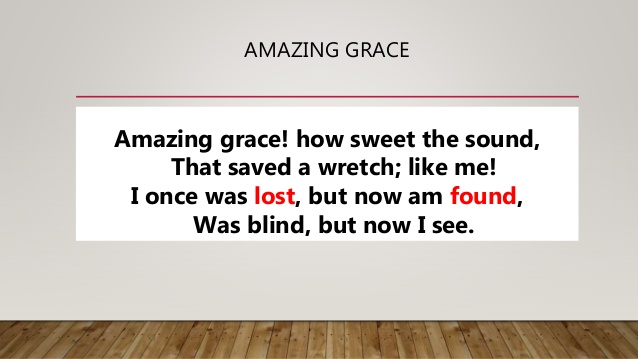 AMAZING GRACE
Amazing grace! how sweet the sound,
That saved a wretch; like me!
I once was lost, but now am found,
Was blind, but now I see.